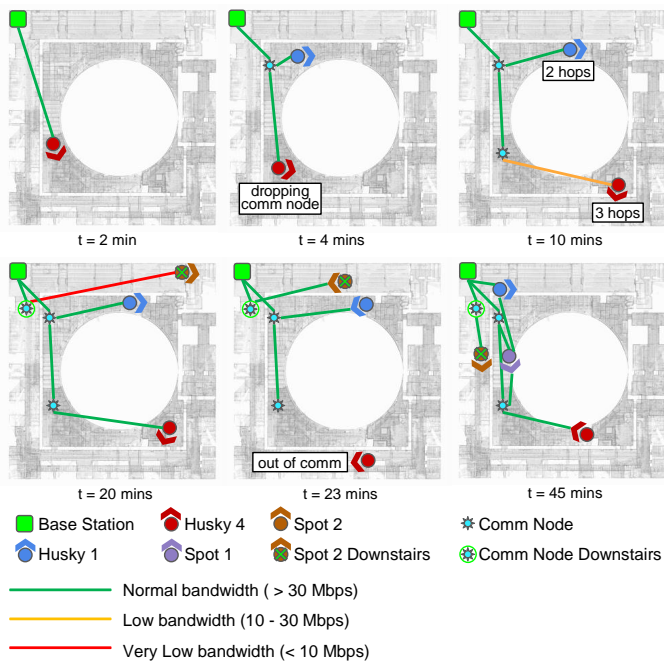 2 hops
dropping
comm node
3 hops
t = 2 min
t = 4 mins
t = 10 mins
out of comm
t = 20 mins
t = 23 mins
t = 45 mins
Base Station
Husky 4
Spot 2
Comm Node
Husky 1
Spot 1
Spot 2 Downstairs
Comm Node Downstairs
Normal bandwidth ( > 30 Mbps)
Low bandwidth (10 - 30 Mbps)
Very Low bandwidth (< 10 Mbps)